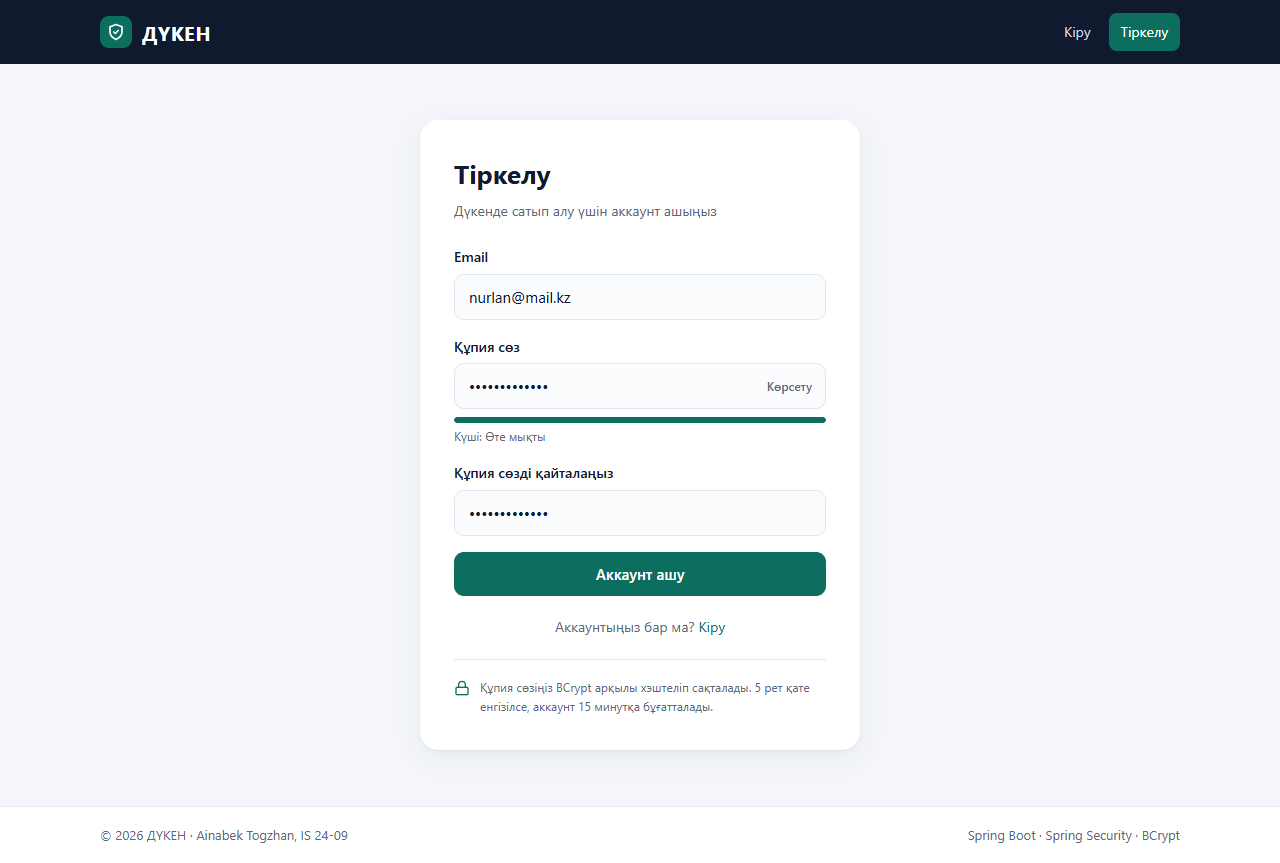 ДҮКЕН
Кіру
Тіркелу
Тіркелу
Дүкенде сатып алу үшін аккаунт ашыңыз
Email
nurlan@mail.kz
Құпия сөз
•••••••••••••
Көрсету
Күші: Өте мықты
Құпия сөзді қайталаңыз
•••••••••••••
Аккаунт ашу
Аккаунтыңыз бар ма? Кіру
Құпия сөзіңіз BCrypt арқылы хэштеліп сақталады. 5 рет қате
енгізілсе, аккаунт 15 минутқа бұғатталады.
© 2026 ДҮКЕН · Ainabek Togzhan, IS 24-09
Spring Boot · Spring Security · BCrypt